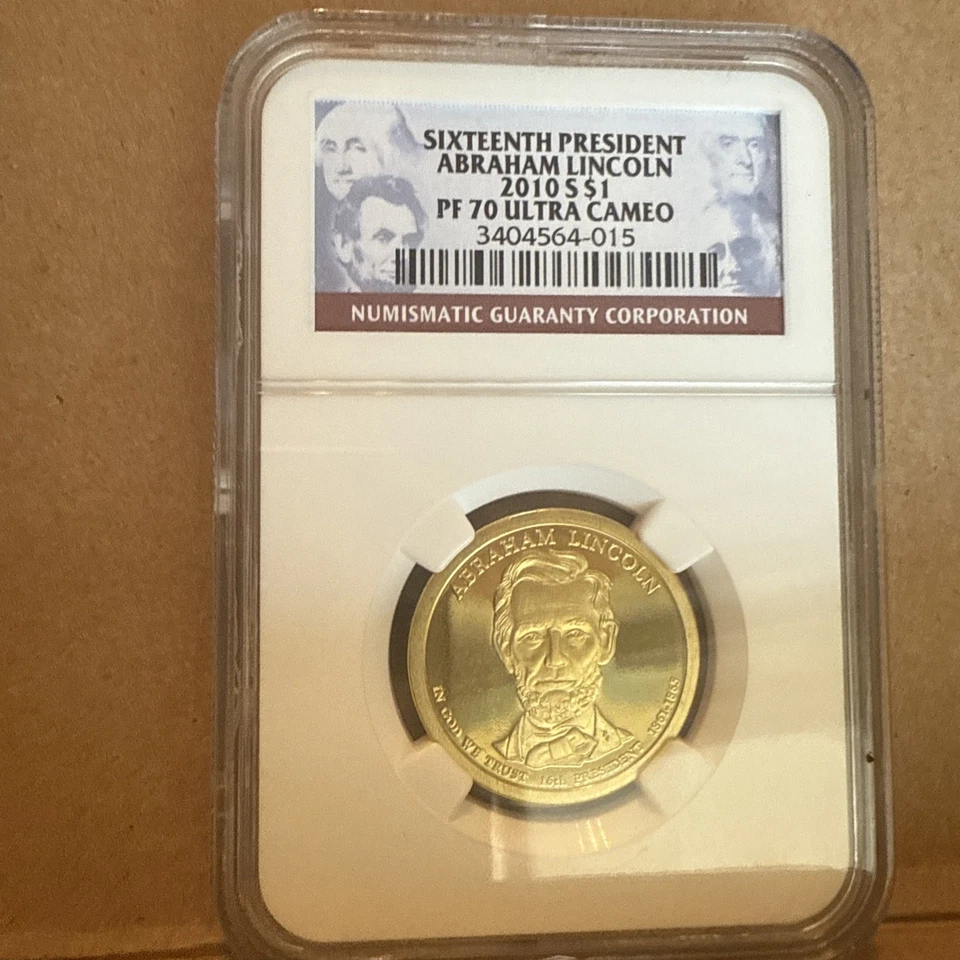 SIXTEENTH PRESIDENT
ABRAHAM LINCOLN
2010 S $1
PF 70 ULTRA CAMEO
3404564-015
NUMISMATIC GUARANTY CORPORATION
ABRAHAM LINCOLN
IN GOD WE TRUST 16th PRESIDENT 1861-1865